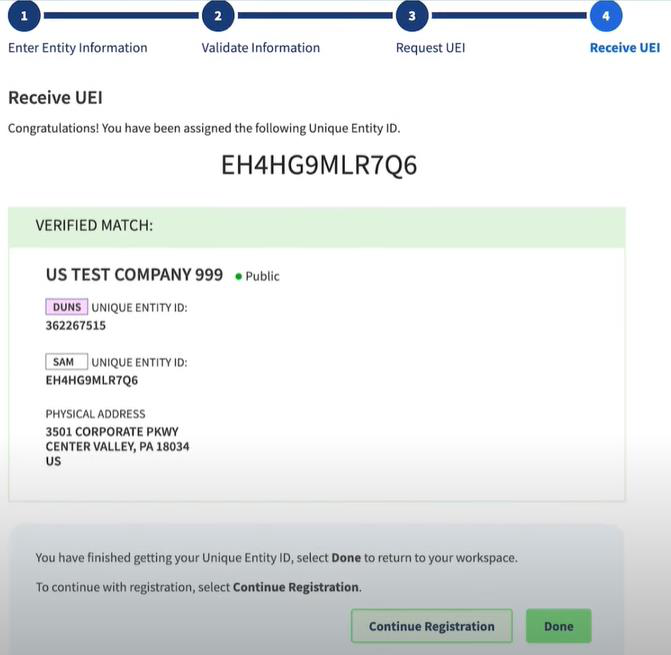 1 2 3 4
Enter Entity Information Validate Information Request UEI Receive UEI
Receive UEI
Congratulations! You have been assigned the following Unique Entity ID.
EH4HG9MLR7Q6
VERIFIED MATCH:
US TEST COMPANY 999 Public
DUNS UNIQUE ENTITY ID:
362267515
SAM UNIQUE ENTITY ID:
EH4HG9MLR7Q6
PHYSICAL ADDRESS
3501 CORPORATE PKWY
CENTER VALLEY, PA 18034
US
You have finished getting your Unique Entity ID, select Done to return to your workspace.
To continue with registration, select Continue Registration.
Continue Registration Done